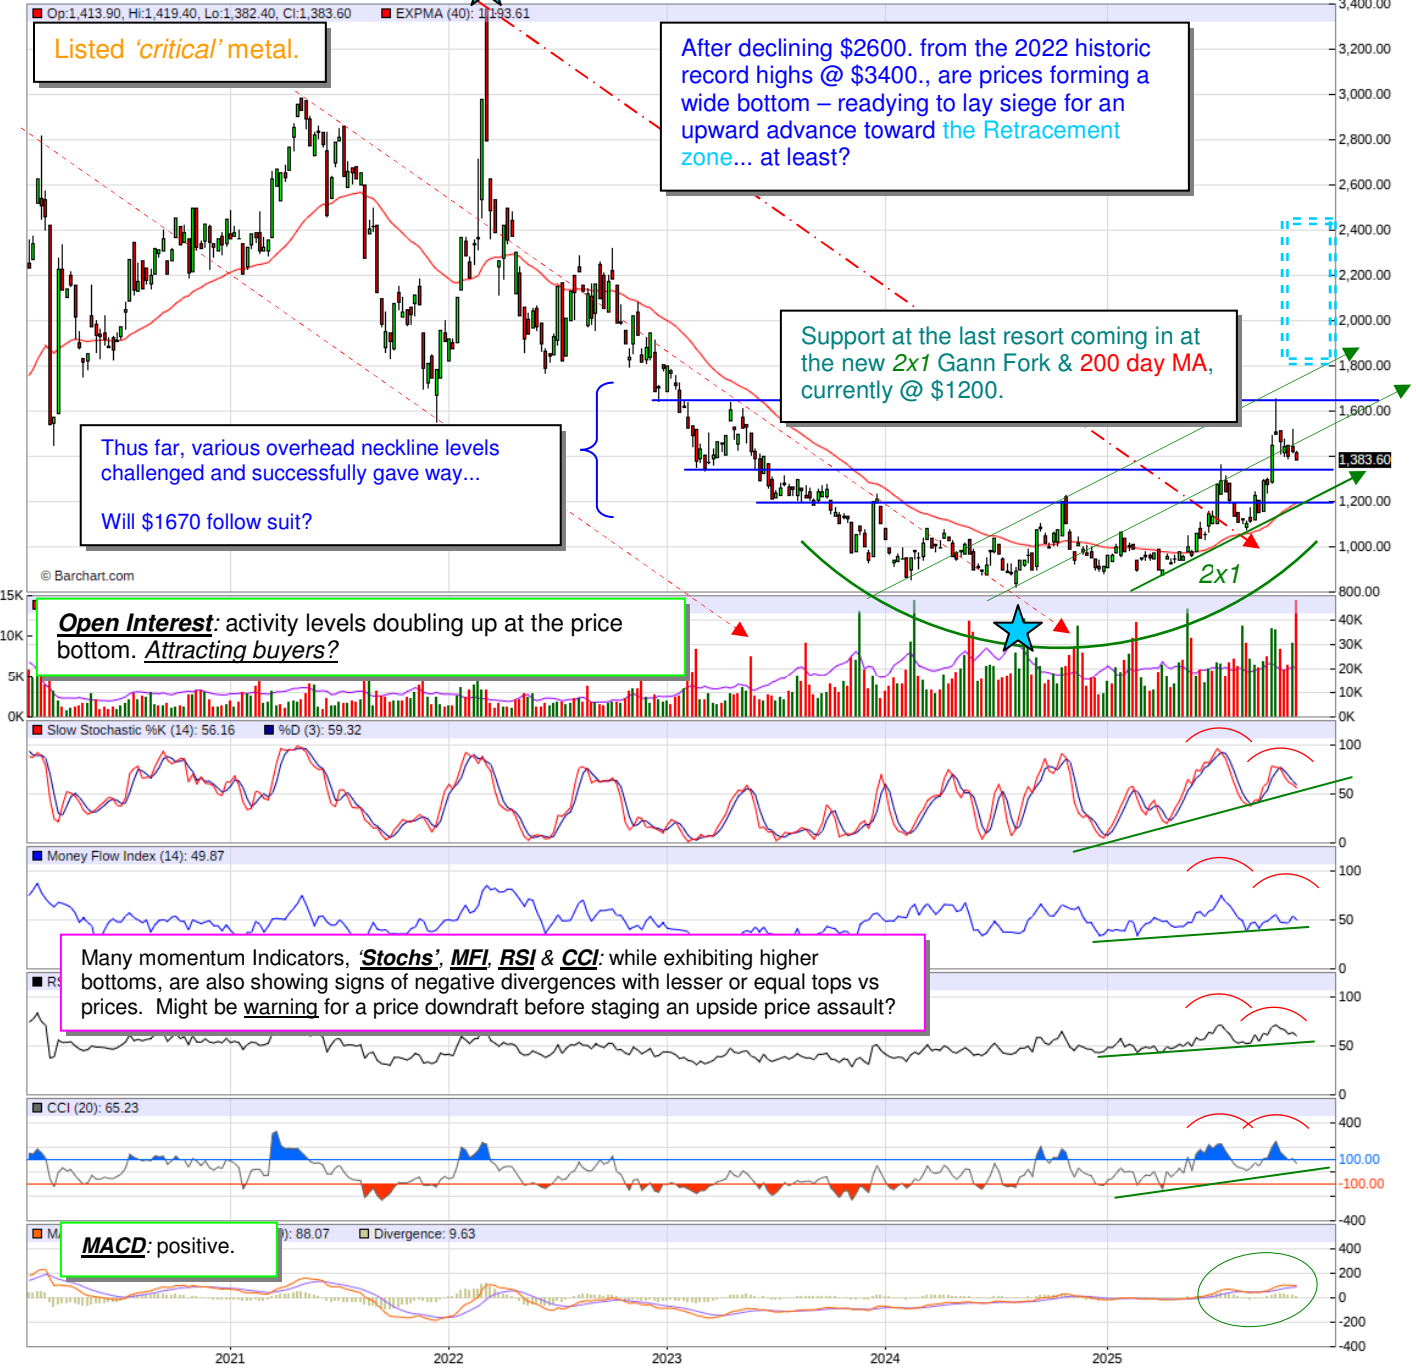 Op:1,413.90, Hi:1,419.40, Lo:1,382.40, Cl:1,383.60 EXPMA (40): 1,193.61
Listed ‘critical’ metal.
After declining $2600. from the 2022 historic
record highs @ $3400., are prices forming a
wide bottom – readying to lay siege for an
upward advance toward the Retracement
zone... at least?
3,400.00
3,200.00
3,000.00
2,800.00
2,600.00
2,400.00
2,200.00
2,000.00
1,800.00
1,600.00
1,383.60
1,200.00
1,000.00
800.00
Support at the last resort coming in at
the new 2x1 Gann Fork & 200 day MA,
currently @ $1200.
Thus far, various overhead neckline levels
challenged and successfully gave way...
Will $1670 follow suit?
2x1
© Barchart.com
15K
10K
5K
0K
Open Interest: activity levels doubling up at the price
bottom. Attracting buyers?
40K
30K
20K
10K
0K
Slow Stochastic %K (14): 56.16 %D (3): 59.32
100
50
0
Money Flow Index (14): 49.87
100
50
0
Many momentum Indicators, ‘Stochs’, MFI, RSI & CCI: while exhibiting higher
bottoms, are also showing signs of negative divergences with lesser or equal tops vs
prices. Might be warning for a price downdraft before staging an upside price assault?
100
50
0
CCI (20): 65.23
400
100.00
-100.00
-400
MACD: positive.
88.07 Divergence: 9.63
400
200
0
-200
-400
2021 2022 2023 2024 2025